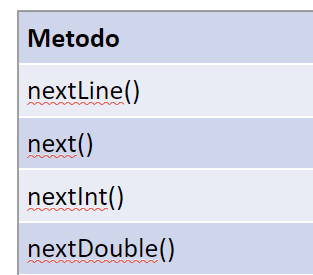 Metodo
nextLine()
next()
nextInt()
nextDouble()